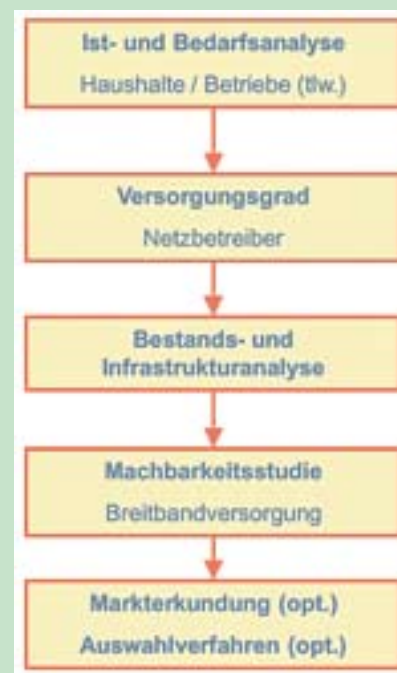 Ist- und Bedarfsanalyse
Haushalte / Betriebe (tlw.)
Versorgungsgrad
Netzbetreiber
Bestands- und
Infrastrukturanalyse
Machbarkeitsstudie
Breitbandversorgung
Markterkundung (opt.)
Auswahlverfahren (opt.)